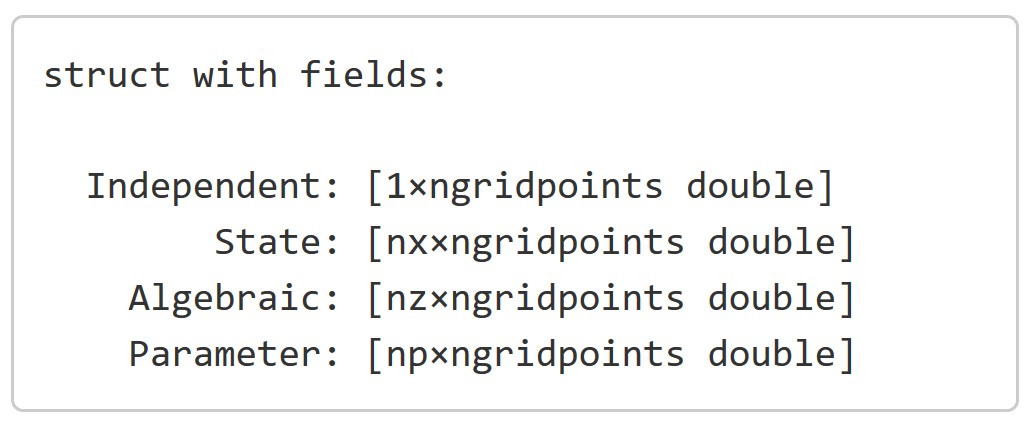 struct with fields:
Independent: [1×ngridpoints double]
State: [nx×ngridpoints double]
Algebraic: [nz×ngridpoints double]
Parameter: [np×ngridpoints double]